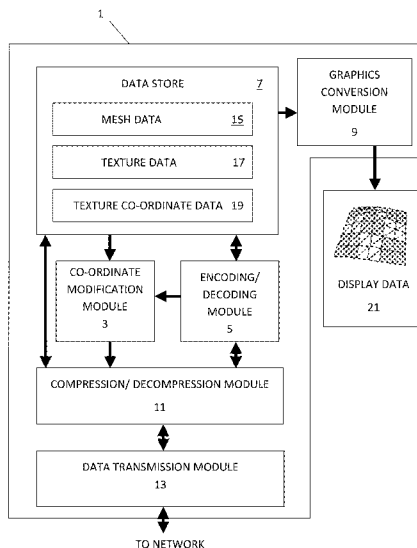 1
DATA STORE 7
MESH DATA 15
TEXTURE DATA 17
TEXTURE CO-ORDINATE DATA 19
GRAPHICS
CONVERSION
MODULE
9
DISPLAY DATA
21
CO-ORDINATE
MODIFICATION
MODULE
3
ENCODING/
DECODING
MODULE
5
COMPRESSION/ DECOMPRESSION MODULE
11
DATA TRANSMISSION MODULE
13
TO NETWORK